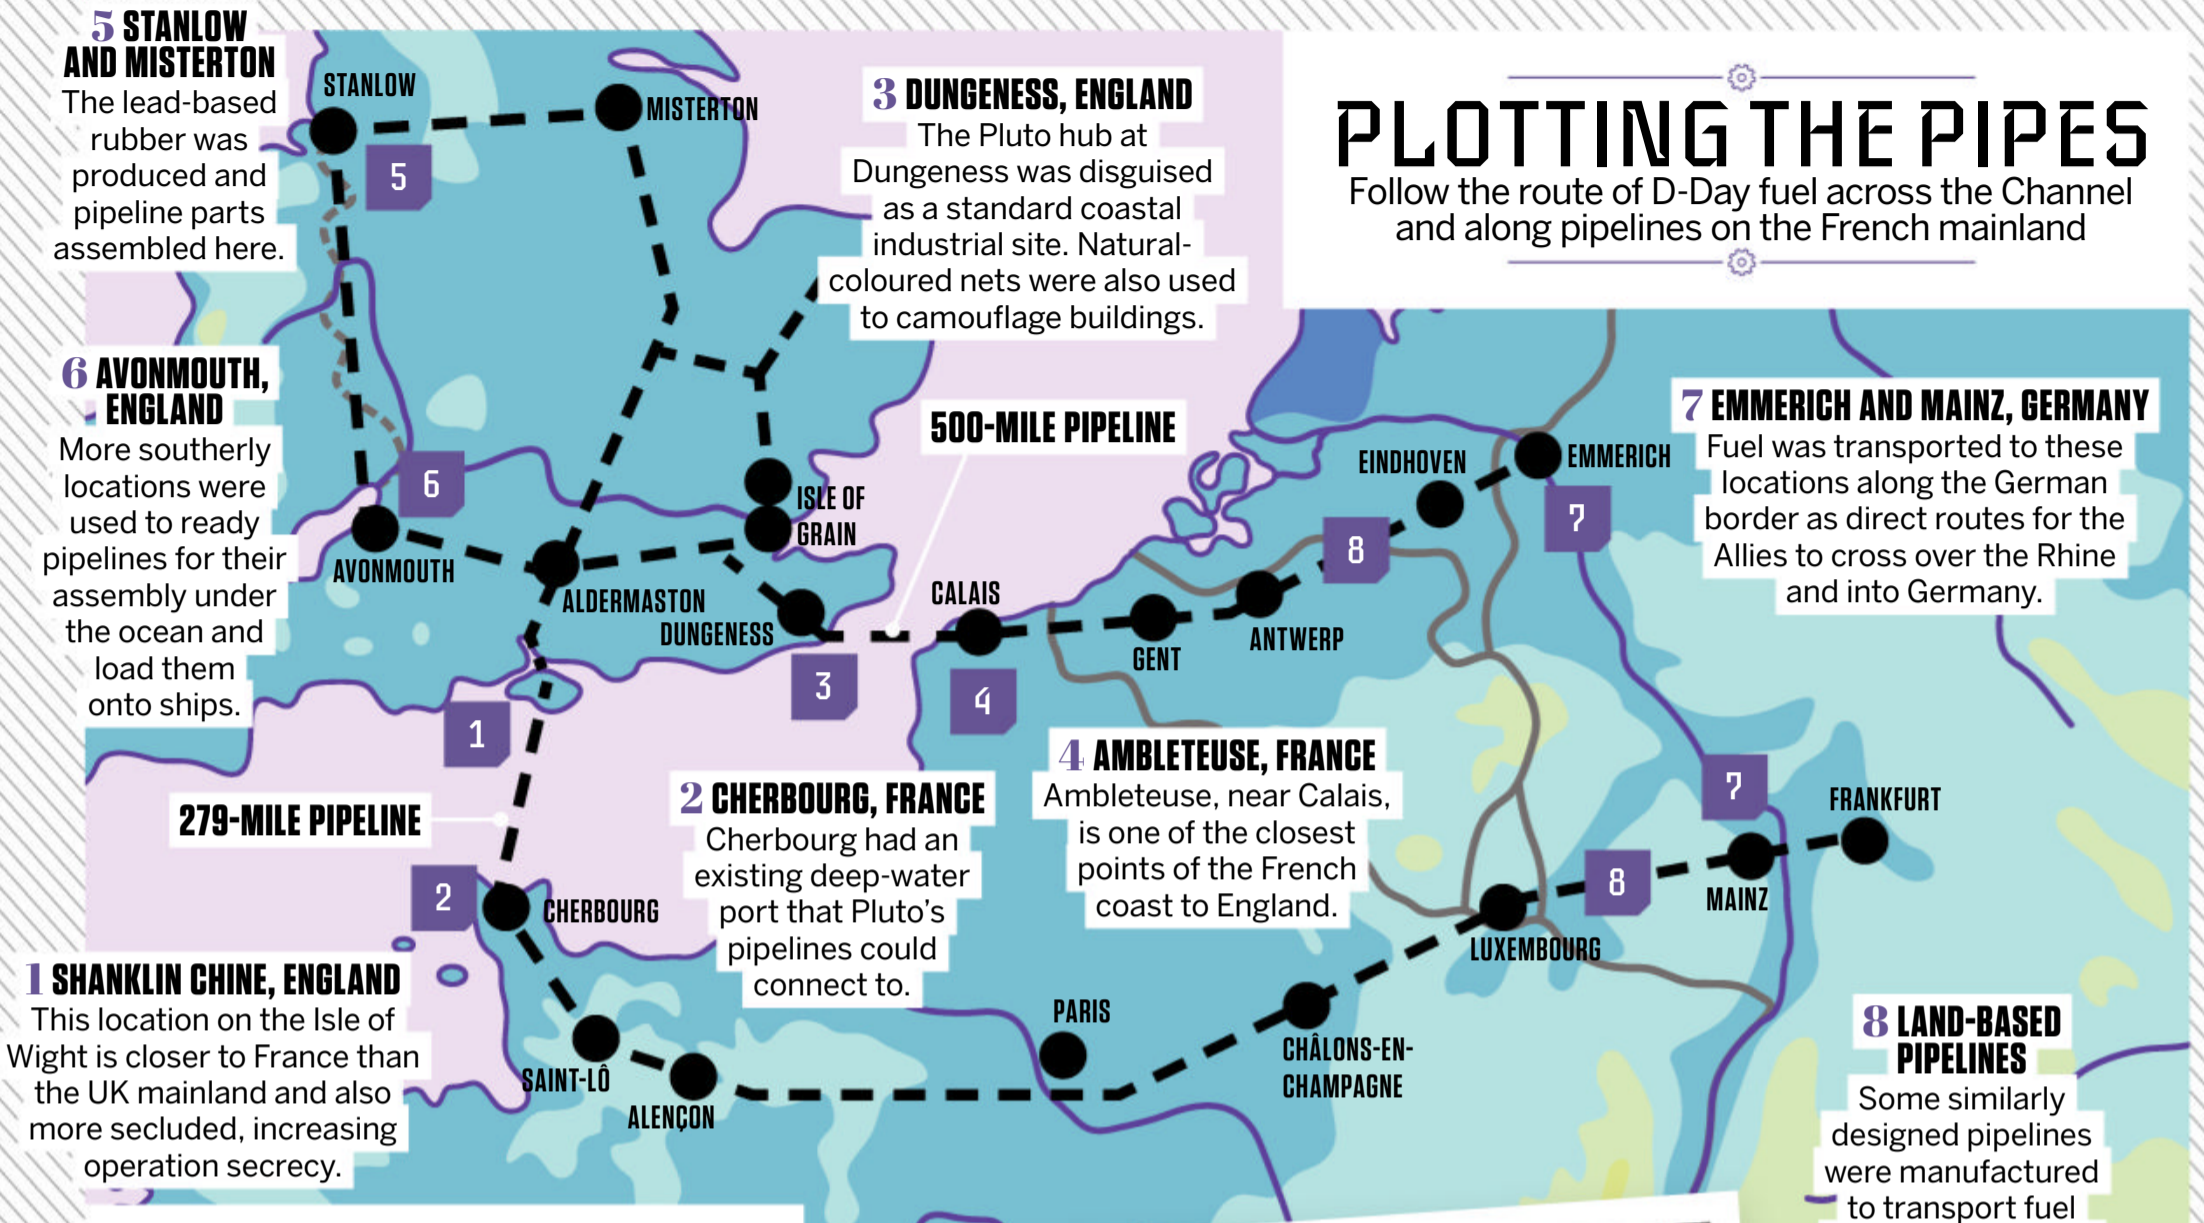 PLOTTING THE PIPES
Follow the route of D-Day fuel across the Channel
and along pipelines on the French mainland
5 STANLOW
AND MISTERTON
The lead-based
rubber was
produced and
pipeline parts
assembled here.
STANLOW
MISTERTON
5
3 DUNGENESS, ENGLAND
The Pluto hub at
Dungeness was disguised
as a standard coastal
industrial site. Natural-
coloured nets were also used
to camouflage buildings.
6 AVONMOUTH,
ENGLAND
More southerly
locations were
used to ready
pipelines for their
assembly under
the ocean and
load them
onto ships.
6
AVONMOUTH
ISLE OF
GRAIN
ALDERMASTON
DUNGENESS
500-MILE PIPELINE
CALAIS
GENT
ANTWERP
EINDHOVEN
EMMERICH
8
7
7 EMMERICH AND MAINZ, GERMANY
Fuel was transported to these
locations along the German
border as direct routes for the
Allies to cross over the Rhine
and into Germany.
1
3
4
279-MILE PIPELINE
2
CHERBOURG
2 CHERBOURG, FRANCE
Cherbourg had an
existing deep-water
port that Pluto's
pipelines could
connect to.
4 AMBLETEUSE, FRANCE
Ambleteuse, near Calais,
is one of the closest
points of the French
coast to England.
7
FRANKFURT
8
MAINZ
LUXEMBOURG
1 SHANKLIN CHINE, ENGLAND
This location on the Isle of
Wight is closer to France than
the UK mainland and also
more secluded, increasing
operation secrecy.
SAINT-LÔ
ALENÇON
PARIS
CHÂLONS-EN-
CHAMPAGNE
8 LAND-BASED
PIPELINES
Some similarly
designed pipelines
were manufactured
to transport fuel